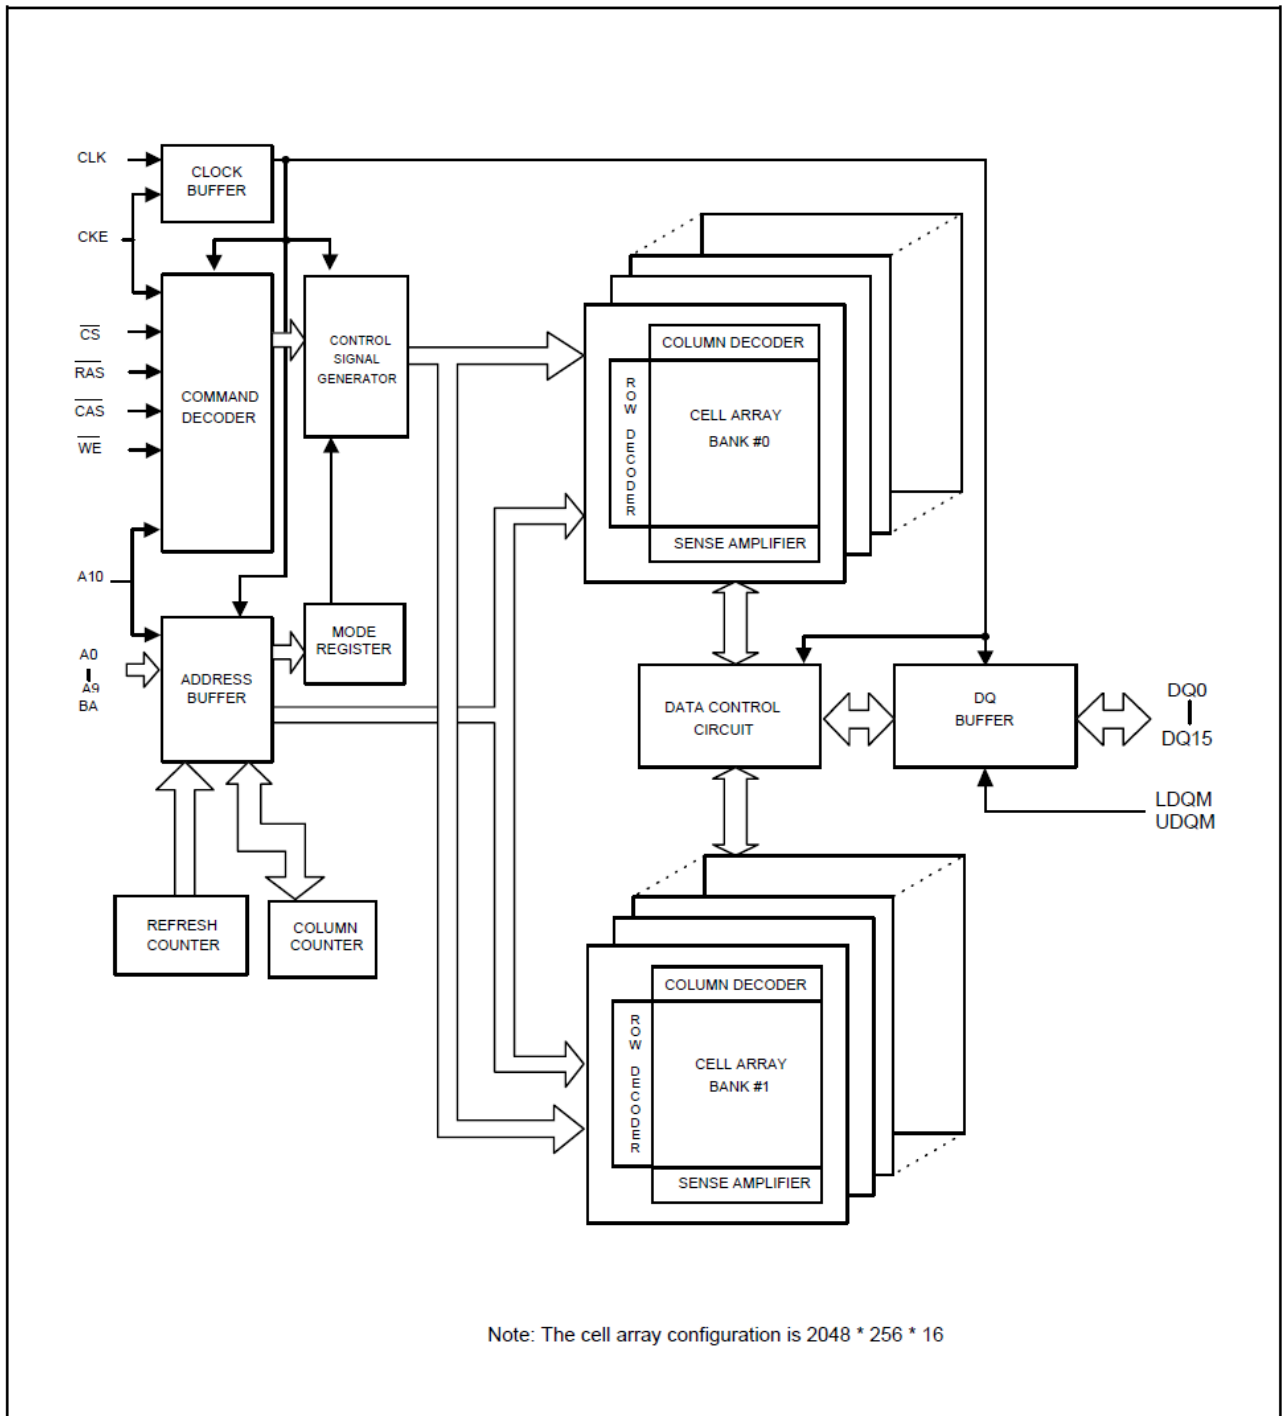 CLK
CLOCK
BUFFER
CKE
CS
RAS
CAS
WE
COMMAND
DECODER
CONTROL
SIGNAL
GENERATOR
COLUMN DECODER
ROW DECODER
CELL ARRAY
BANK #0
SENSE AMPLIFIER
A10
A0
A9
BA
ADDRESS
BUFFER
MODE
REGISTER
DATA CONTROL
CIRCUIT
DQ
BUFFER
DQ0
DQ15
LDQM
UDQM
REFRESH
COUNTER
COLUMN
COUNTER
COLUMN DECODER
ROW DECODER
CELL ARRAY
BANK #1
SENSE AMPLIFIER
Note: The cell array configuration is 2048 * 256 * 16